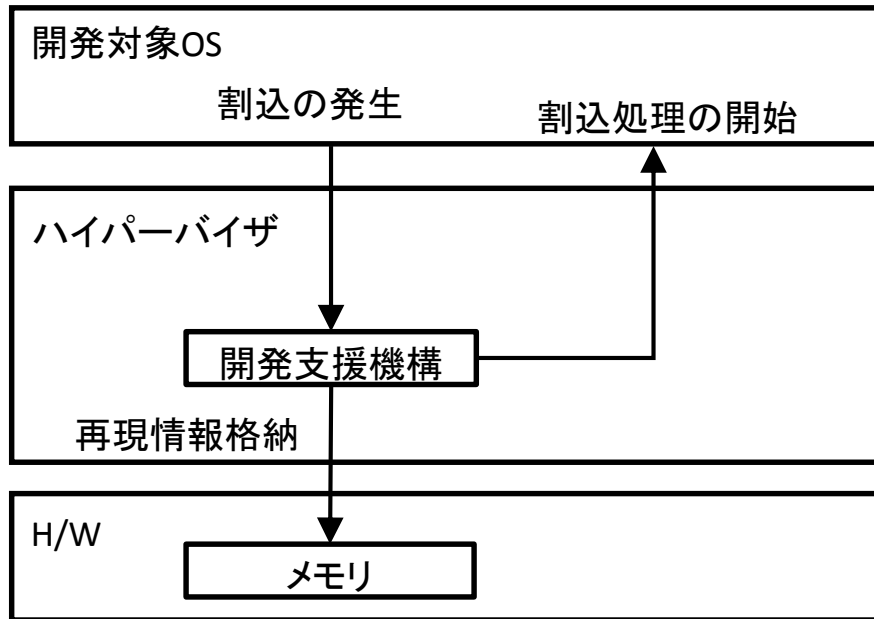 開発対象OS
割込の発生
割込処理の開始
ハイパーバイザ
開発支援機構
再現情報格納
H/W
メモリ